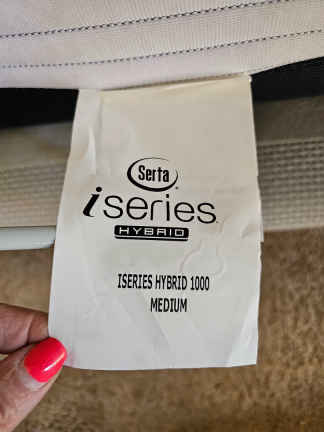 Serta
iseries
HYBRID
ISERIES HYBRID 1000
MEDIUM